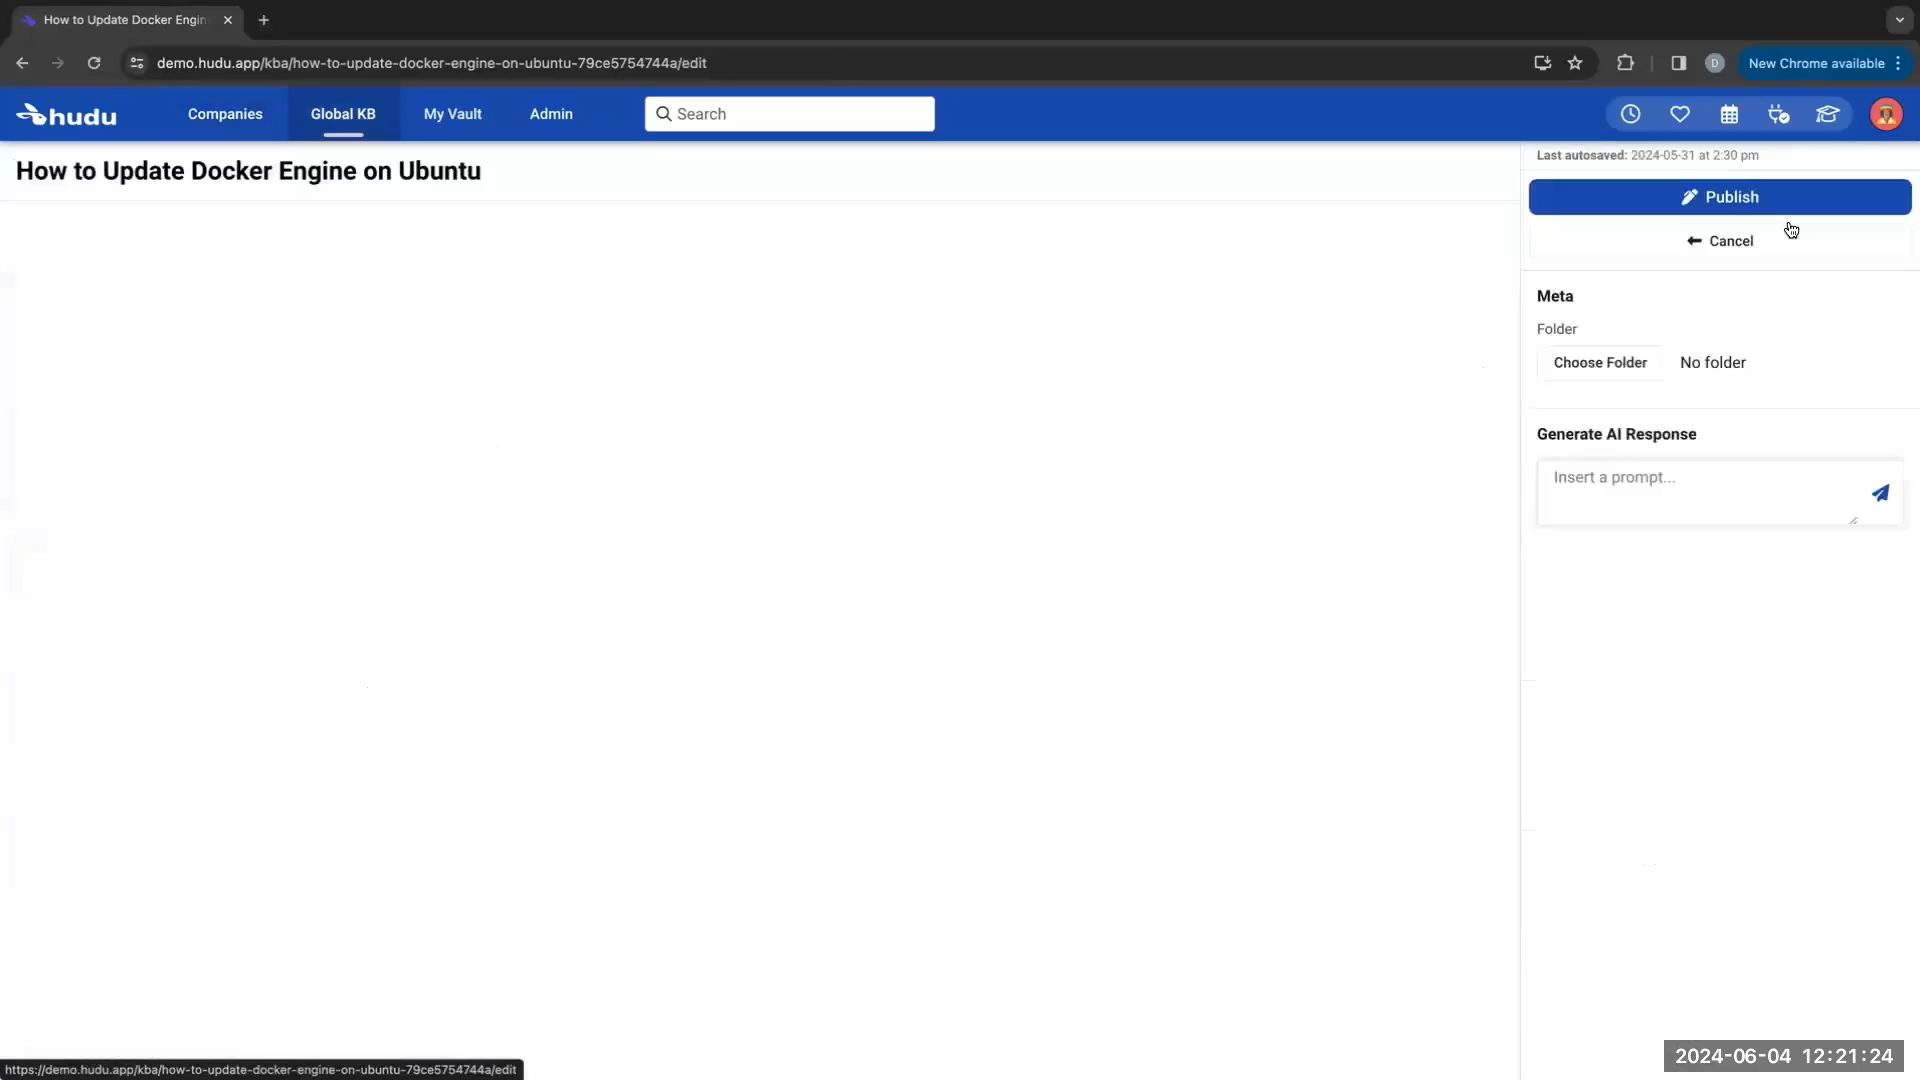 How to Update Docker Engin
demo.hudu.app/kba/how-to-update-docker-engine-on-ubuntu-79ce5754744a/edit
D
New Chrome available
hudu
Companies
Global KB
My Vault
Admin
Search
How to Update Docker Engine on Ubuntu
Last autosaved: 2024-05-31 at 2:30 pm
Publish
Cancel
Meta
Folder
Choose Folder
No folder
Generate AI Response
Insert a prompt...
https://demo.hudu.app/kba/how-to-update-docker-engine-on-ubuntu-79ce5754744a/edit
2024-06-04 12:21:24